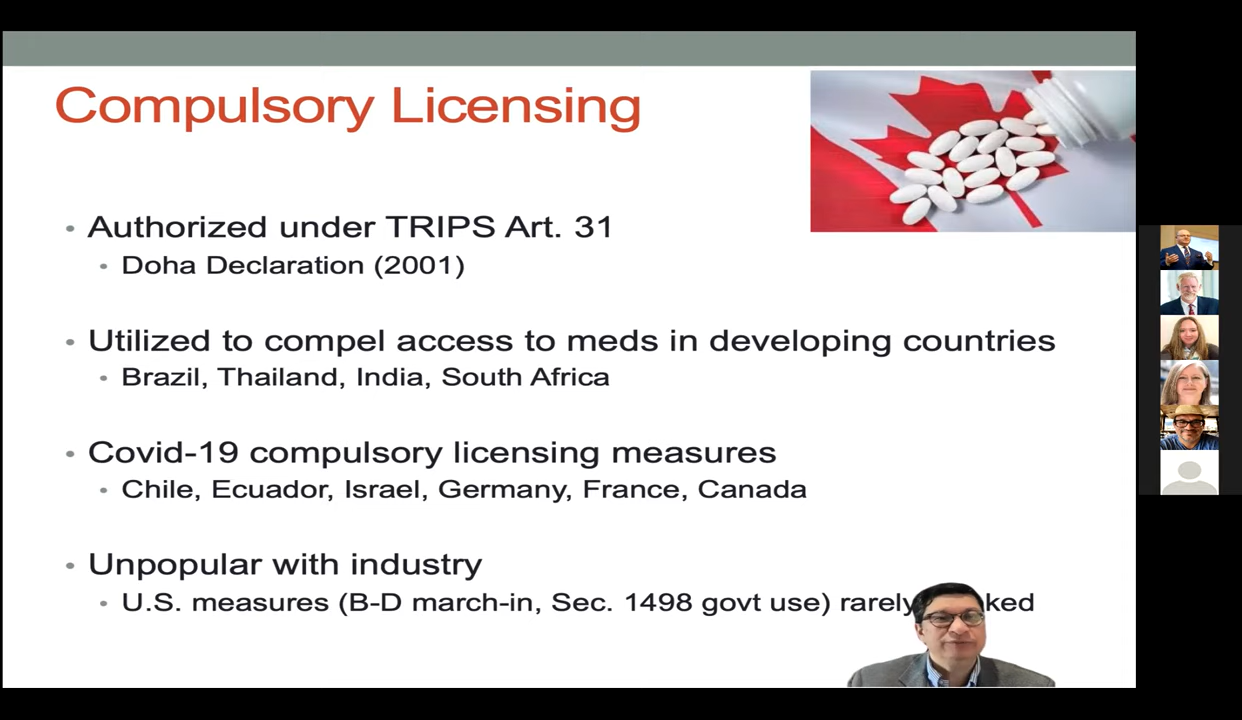 Compulsory Licensing
• Authorized under TRIPS Art. 31
• Doha Declaration (2001)
• Utilized to compel access to meds in developing countries
• Brazil, Thailand, India, South Africa
• Covid-19 compulsory licensing measures
• Chile, Ecuador, Israel, Germany, France, Canada
• Unpopular with industry
• U.S. measures (B-D march-in, Sec. 1498 govt use) rarely